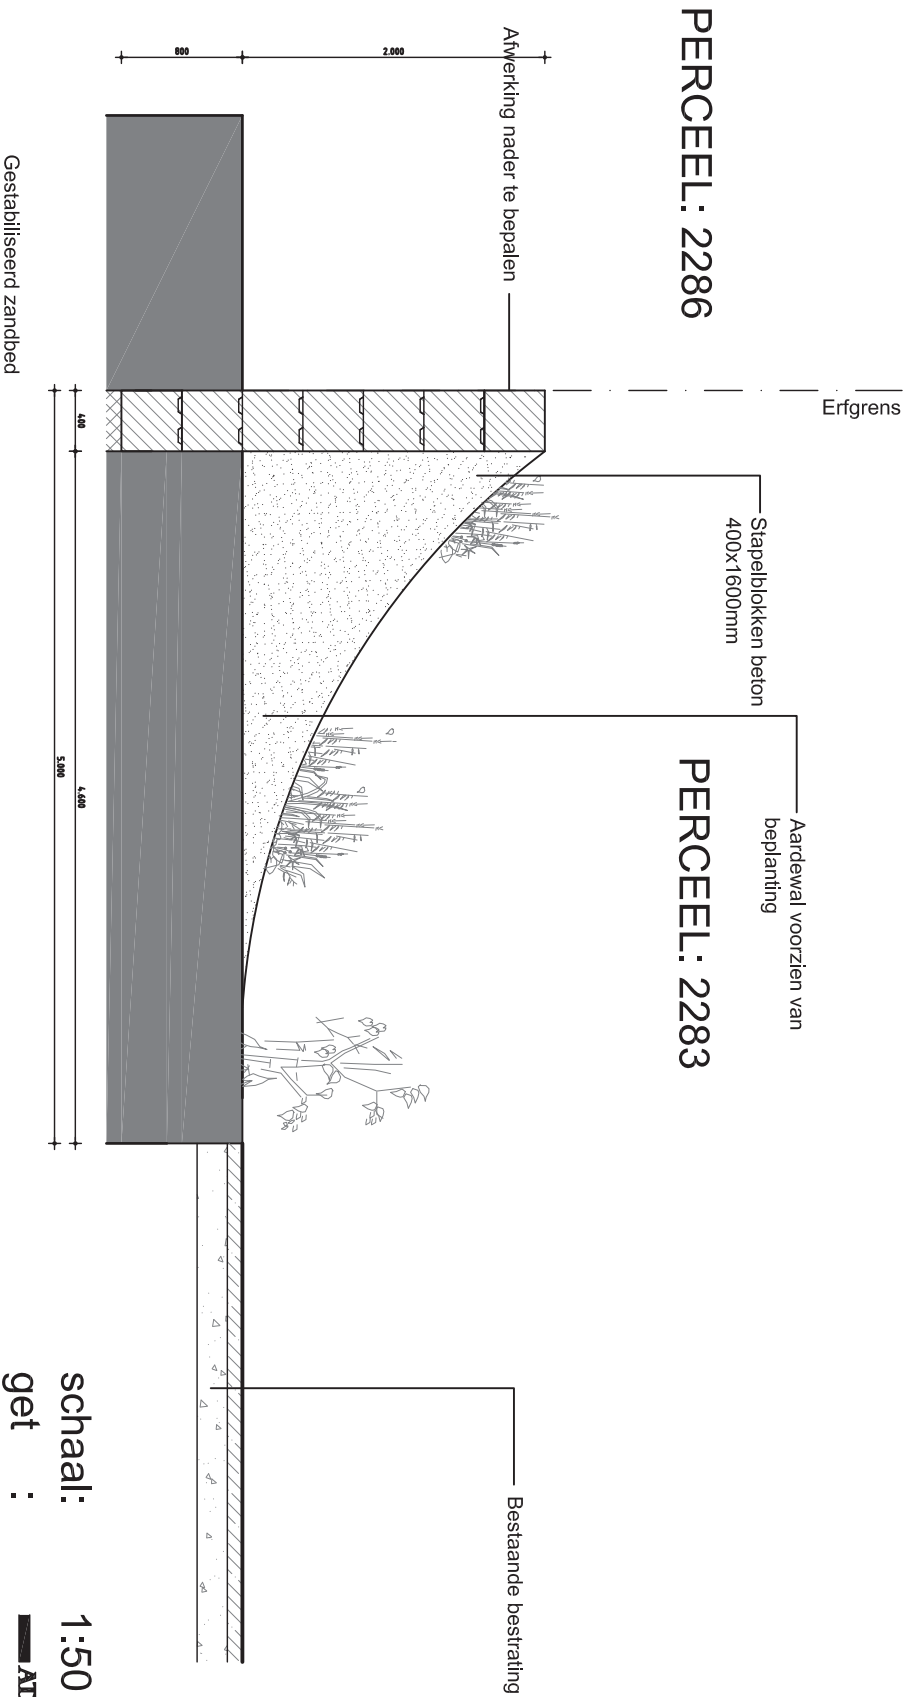 PERCEEL: 2286
Erfgrens
Stapelblokken beton
400x1600mm
Aardewal voorzien van
beplanting
PERCEEL: 2283
Afwerking nader te bepalen
Bestaande bestrating
2.000
800
400
4.600
5.000
Gestabiliseerd zandbed
schaal: 1:50
get :